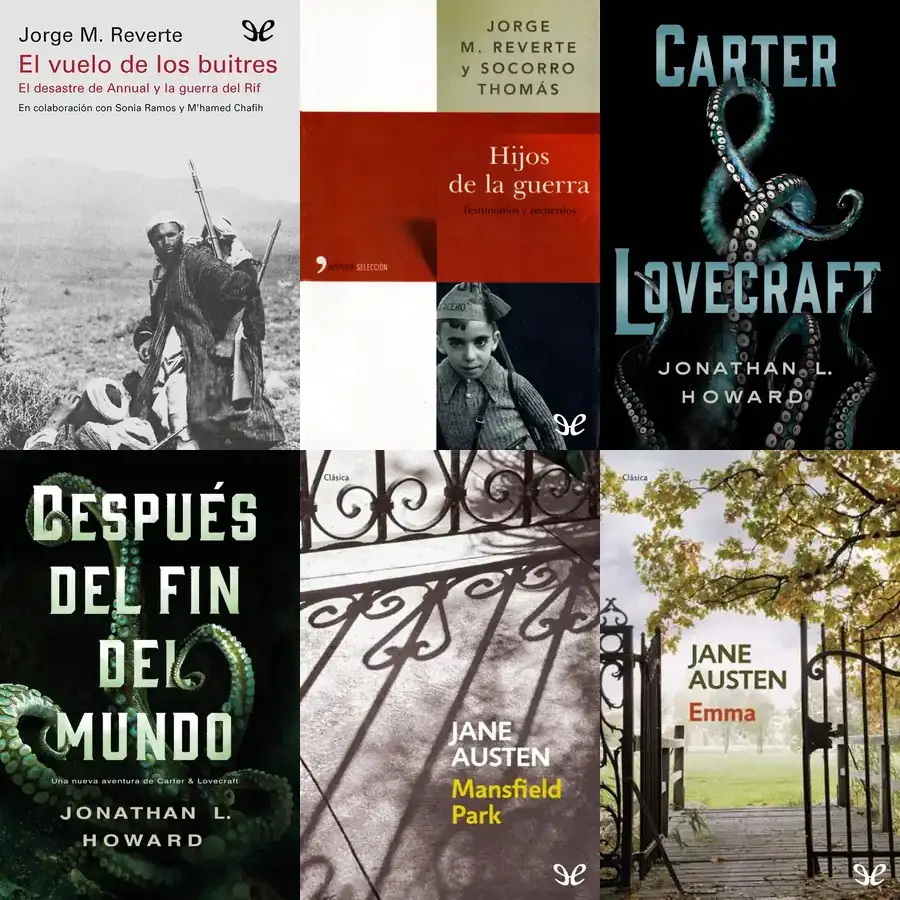 Jorge M. Reverte
El vuelo de los buitres
El desastre de Annual y la guerra del Rif
En colaboración con Sonia Ramos y M'hamed Chafih
JORGE
M. REVERTE
y SOCORRO
THOMÁS
Hijos
de la guerra
Testimonios y recuerdos
HISTORIA SELECCIÓN
CARTER
LOVECRAFT
JONATHAN L.
HOWARD
DESPUÉS
DEL FIN
DEL
MUNDO
Una nueva aventura de Carter & Lovecraft
JONATHAN L.
HOWARD
Clásica
JANE
AUSTEN
Mansfield
Park
Clásica
JANE
AUSTEN
Emma